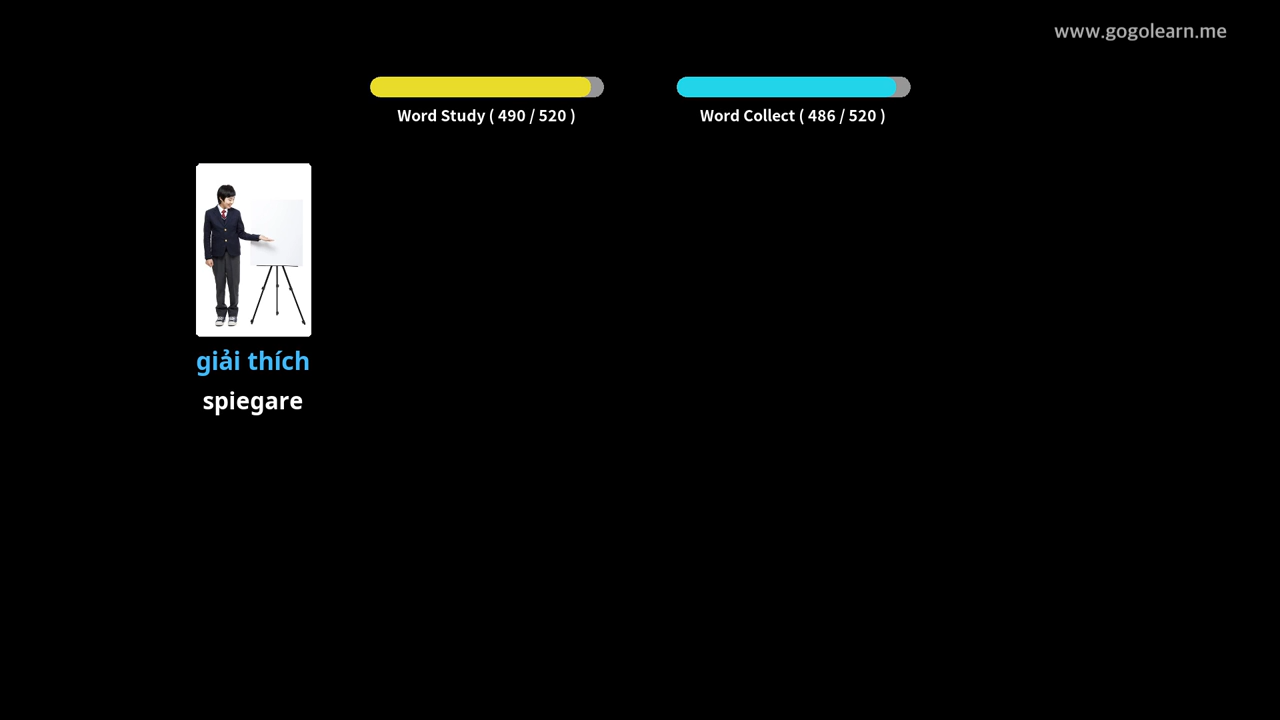 www.gogolearn.me
Word Study ( 490 / 520 )
Word Collect ( 486 / 520 )
giải thích
spiegare